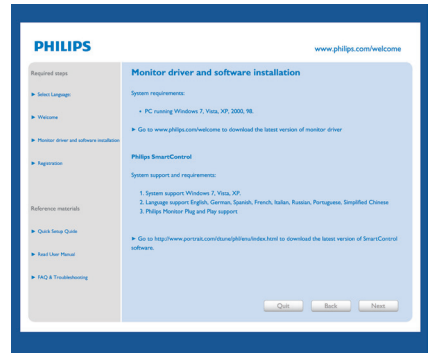 PHILIPS
www.philips.com/welcome
Required steps
► Select Language:
► Welcome
► Monitor driver and software installation
► Registration
Reference materials
► Quick Setup Guide
► Read User Manual
► FAQ & Troubleshooting
Monitor driver and software installation
System requirements:
• PC running Windows 7, Vista, XP, 2000, 98.
► Go to www.philips.com/welcome to download the latest version of monitor driver
Philips SmartControl
System support and requirements:
1. System support Windows 7, Vista, XP.
2. Language support English, German, Spanish, French, Italian, Russian, Portuguese, Simplified Chinese
3. Philips Monitor Plug and Play support
► Go to http://www.portrait.com/dtune/phl/enu/index.html to download the latest version of SmartControl
software.
Quit
Back
Next